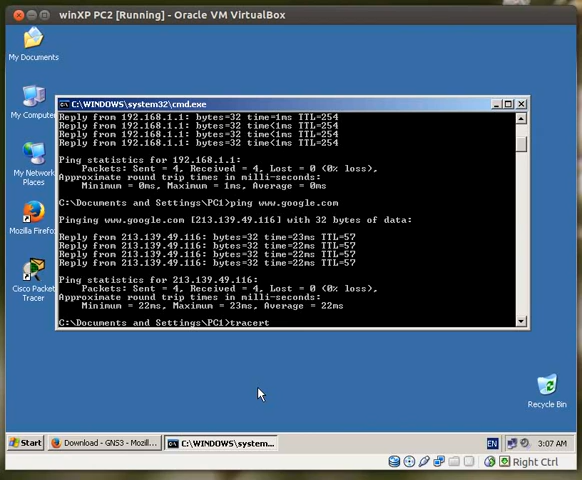 winXP PC2 [Running] - Oracle VM VirtualBox
My Documents
My Computer
My Network
Places
Mozilla Firefox
Cisco Packet
Tracer
C:\WINDOWS\system32\cmd.exe
Reply from 192.168.1.1: bytes=32 time=1ms TTL=254
Reply from 192.168.1.1: bytes=32 time<1ms TTL=254
Reply from 192.168.1.1: bytes=32 time<1ms TTL=254
Reply from 192.168.1.1: bytes=32 time<1ms TTL=254
Ping statistics for 192.168.1.1:
Packets: Sent = 4, Received = 4, Lost = 0 (0% loss),
Approximate round trip times in milli-seconds:
Minimum = 0ms, Maximum = 1ms, Average = 0ms
C:\Documents and Settings\PC1>ping www.google.com
Pinging www.google.com [213.139.49.116] with 32 bytes of data:
Reply from 213.139.49.116: bytes=32 time=23ms TTL=57
Reply from 213.139.49.116: bytes=32 time=22ms TTL=57
Reply from 213.139.49.116: bytes=32 time=22ms TTL=57
Reply from 213.139.49.116: bytes=32 time=22ms TTL=57
Ping statistics for 213.139.49.116:
Packets: Sent = 4, Received = 4, Lost = 0 (0% loss),
Approximate round trip times in milli-seconds:
Minimum = 22ms, Maximum = 23ms, Average = 22ms
C:\Documents and Settings\PC1>tracert
Recycle Bin
Start
Download - GNS3 — Mo...
C:\WINDOWS\system...
EN
3:07 AM
Right Ctrl